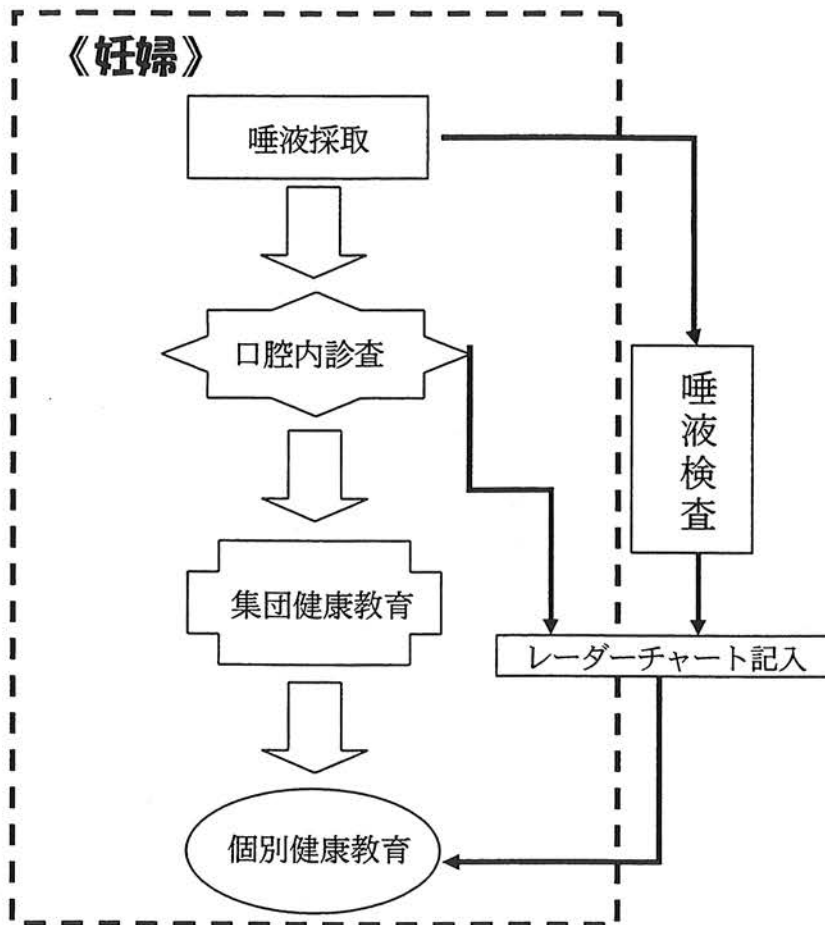 《妊婦》
唾液採取
口腔内診査
唾液検査
集団健康教育
レーダーチャート記入
個別健康教育